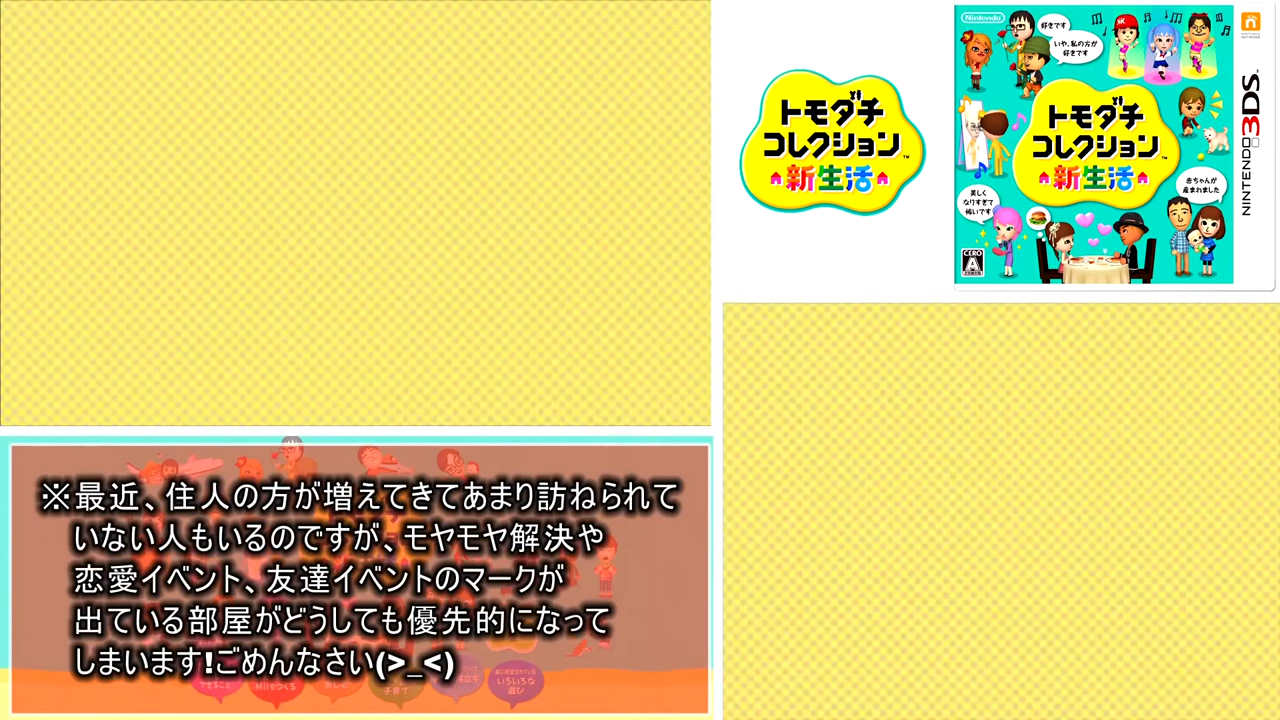 トモダチ
コレクション
新生活
Nintendo
好きです
いや、私の方が
好きです
トモダチ
コレクション
新生活
赤ちゃんが
産まれました
美しく
なりすぎて
怖いです
CERO
A
NINTENDO 3DS
※最近、住人の方が増えてきてあまり訪ねられて
いない人もいるのですが、モヤモヤ解決や
恋愛イベント、友達イベントのマークが
出ている部屋がどうしても優先的になって
しまいます!ごめんなさい(>_<)
できること
Miiをつくる
子育て
いろいろな
遊び